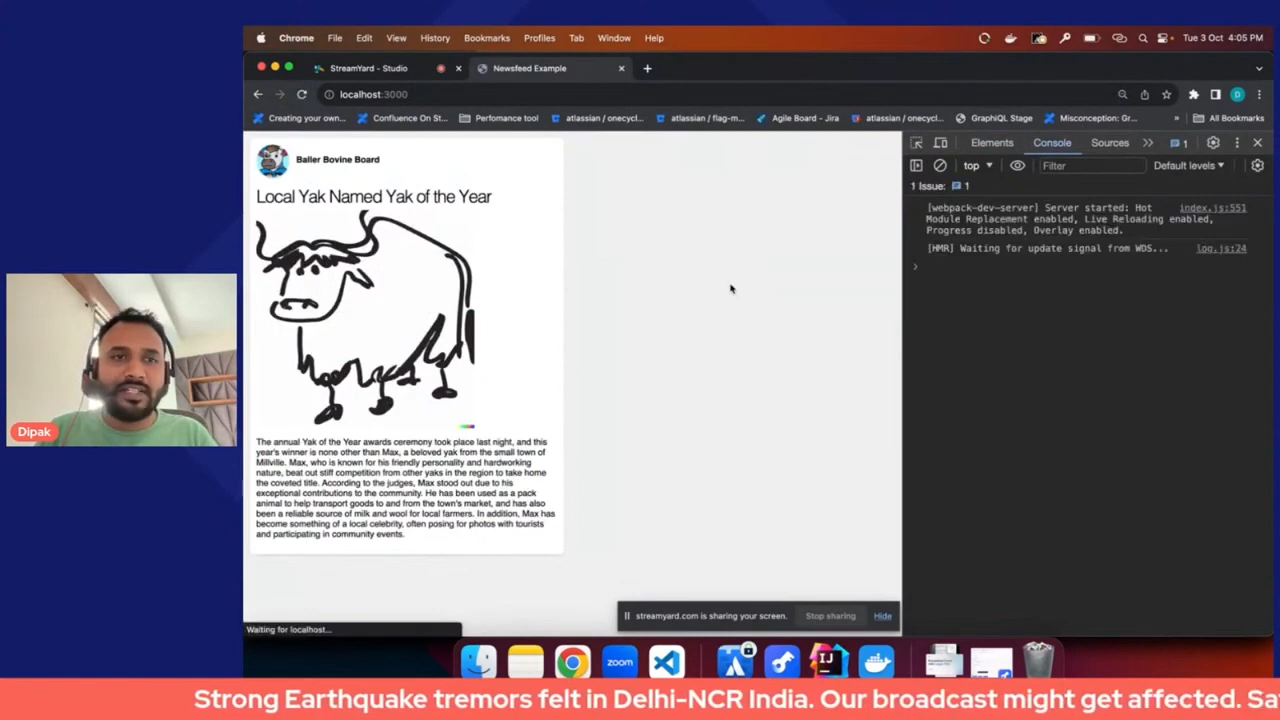 Chrome File Edit View History Bookmarks Profiles Tab Window Help Tue 3 Oct 4:05 PM
StreamYard - Studio Newsfeed Example
localhost:3000 D
Creating your own... Confluence On St... Perfomance tool atlassian / onecycl... atlassian / flag-m... Agile Board - Jira atlassian / onecycl... GraphiQL Stage Misconception: Gr... » All Bookmarks
Elements Console Sources » 1
top Filter Default levels
1 Issue: 1
[webpack-dev-server] Server started: Hot index.js:551
Module Replacement enabled, Live Reloading enabled,
Progress disabled, Overlay enabled.
[HMR] Waiting for update signal from WDS... log.js:24
Baller Bovine Board
Local Yak Named Yak of the Year
The annual Yak of the Year awards ceremony took place last night, and this
year's winner is none other than Max, a beloved yak from the small town of
Millville. Max, who is known for his friendly personality and hardworking
nature, beat out stiff competition from other yaks in the region to take home
the coveted title. According to the judges, Max stood out due to his
exceptional contributions to the community. He has been used as a pack
animal to help transport goods to and from the town's market, and has also
been a reliable source of milk and wool for local farmers. In addition, Max has
become something of a local celebrity, often posing for photos with tourists
and participating in community events.
Dipak
streamyard.com is sharing your screen. Stop sharing Hide
Waiting for localhost...
zoom IJ
Strong Earthquake tremors felt in Delhi-NCR India. Our broadcast might get affected. Sa